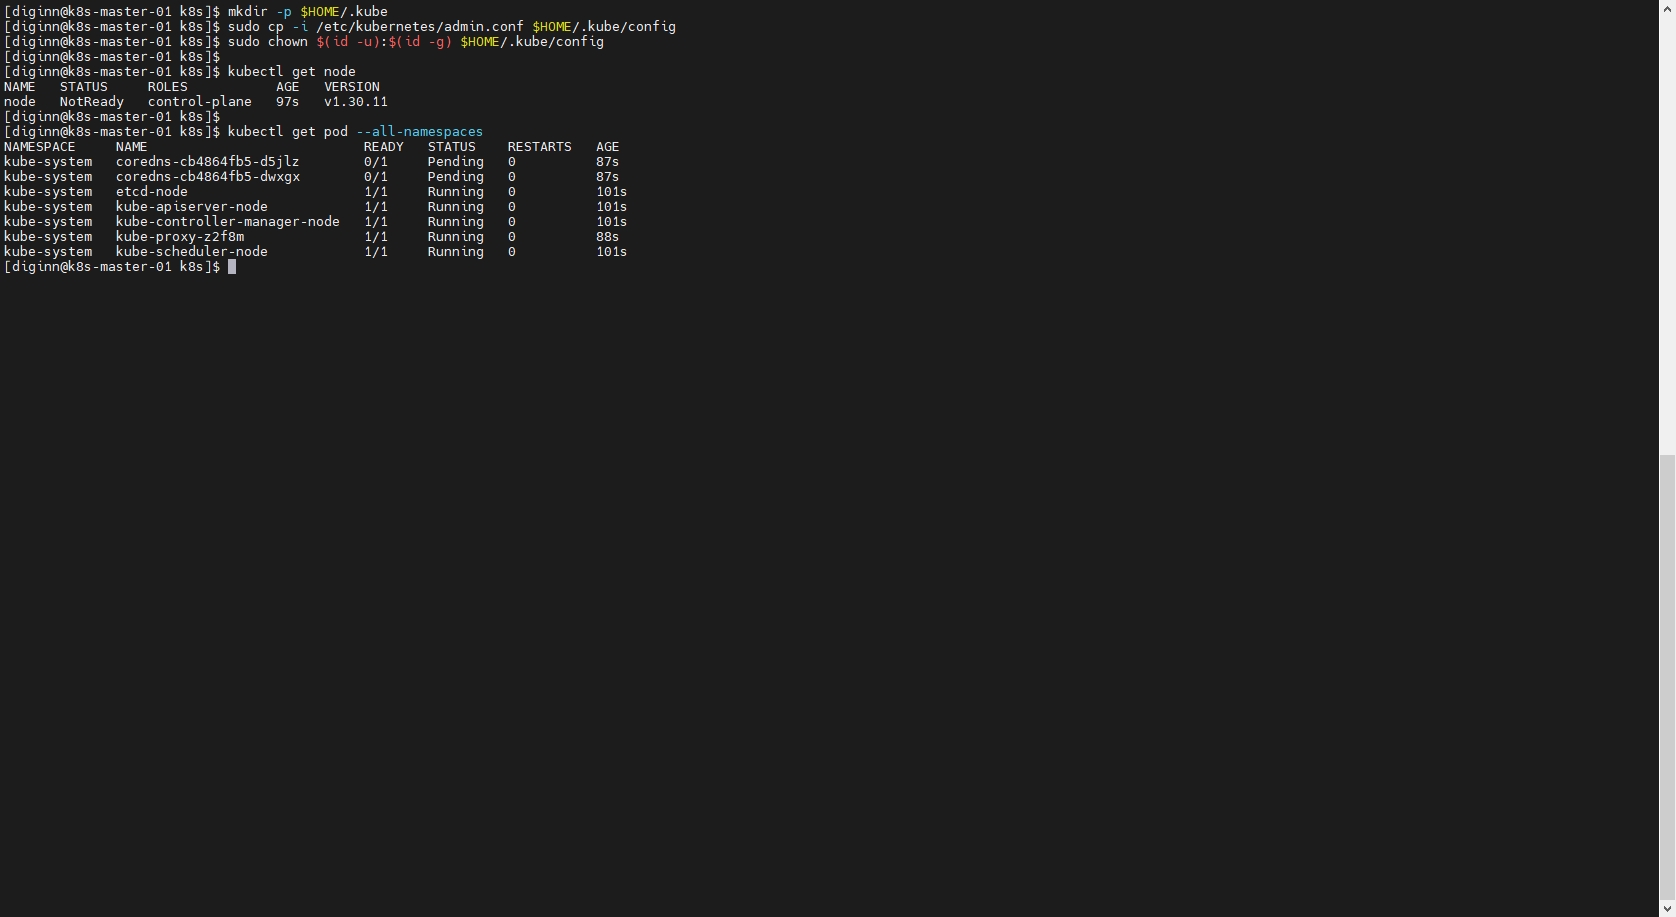 [diginn@k8s-master-01 k8s]$ mkdir -p $HOME/.kube
[diginn@k8s-master-01 k8s]$ sudo cp -i /etc/kubernetes/admin.conf $HOME/.kube/config
[diginn@k8s-master-01 k8s]$ sudo chown $(id -u):$(id -g) $HOME/.kube/config
[diginn@k8s-master-01 k8s]$
[diginn@k8s-master-01 k8s]$ kubectl get node
NAME   STATUS     ROLES           AGE   VERSION
node   NotReady   control-plane   97s   v1.30.11
[diginn@k8s-master-01 k8s]$
[diginn@k8s-master-01 k8s]$ kubectl get pod --all-namespaces
NAMESPACE     NAME                           READY   STATUS    RESTARTS   AGE
kube-system   coredns-cb4864fb5-d5jlz        0/1     Pending   0          87s
kube-system   coredns-cb4864fb5-dwxgx        0/1     Pending   0          87s
kube-system   etcd-node                      1/1     Running   0          101s
kube-system   kube-apiserver-node            1/1     Running   0          101s
kube-system   kube-controller-manager-node   1/1     Running   0          101s
kube-system   kube-proxy-z2f8m               1/1     Running   0          88s
kube-system   kube-scheduler-node            1/1     Running   0          101s
[diginn@k8s-master-01 k8s]$